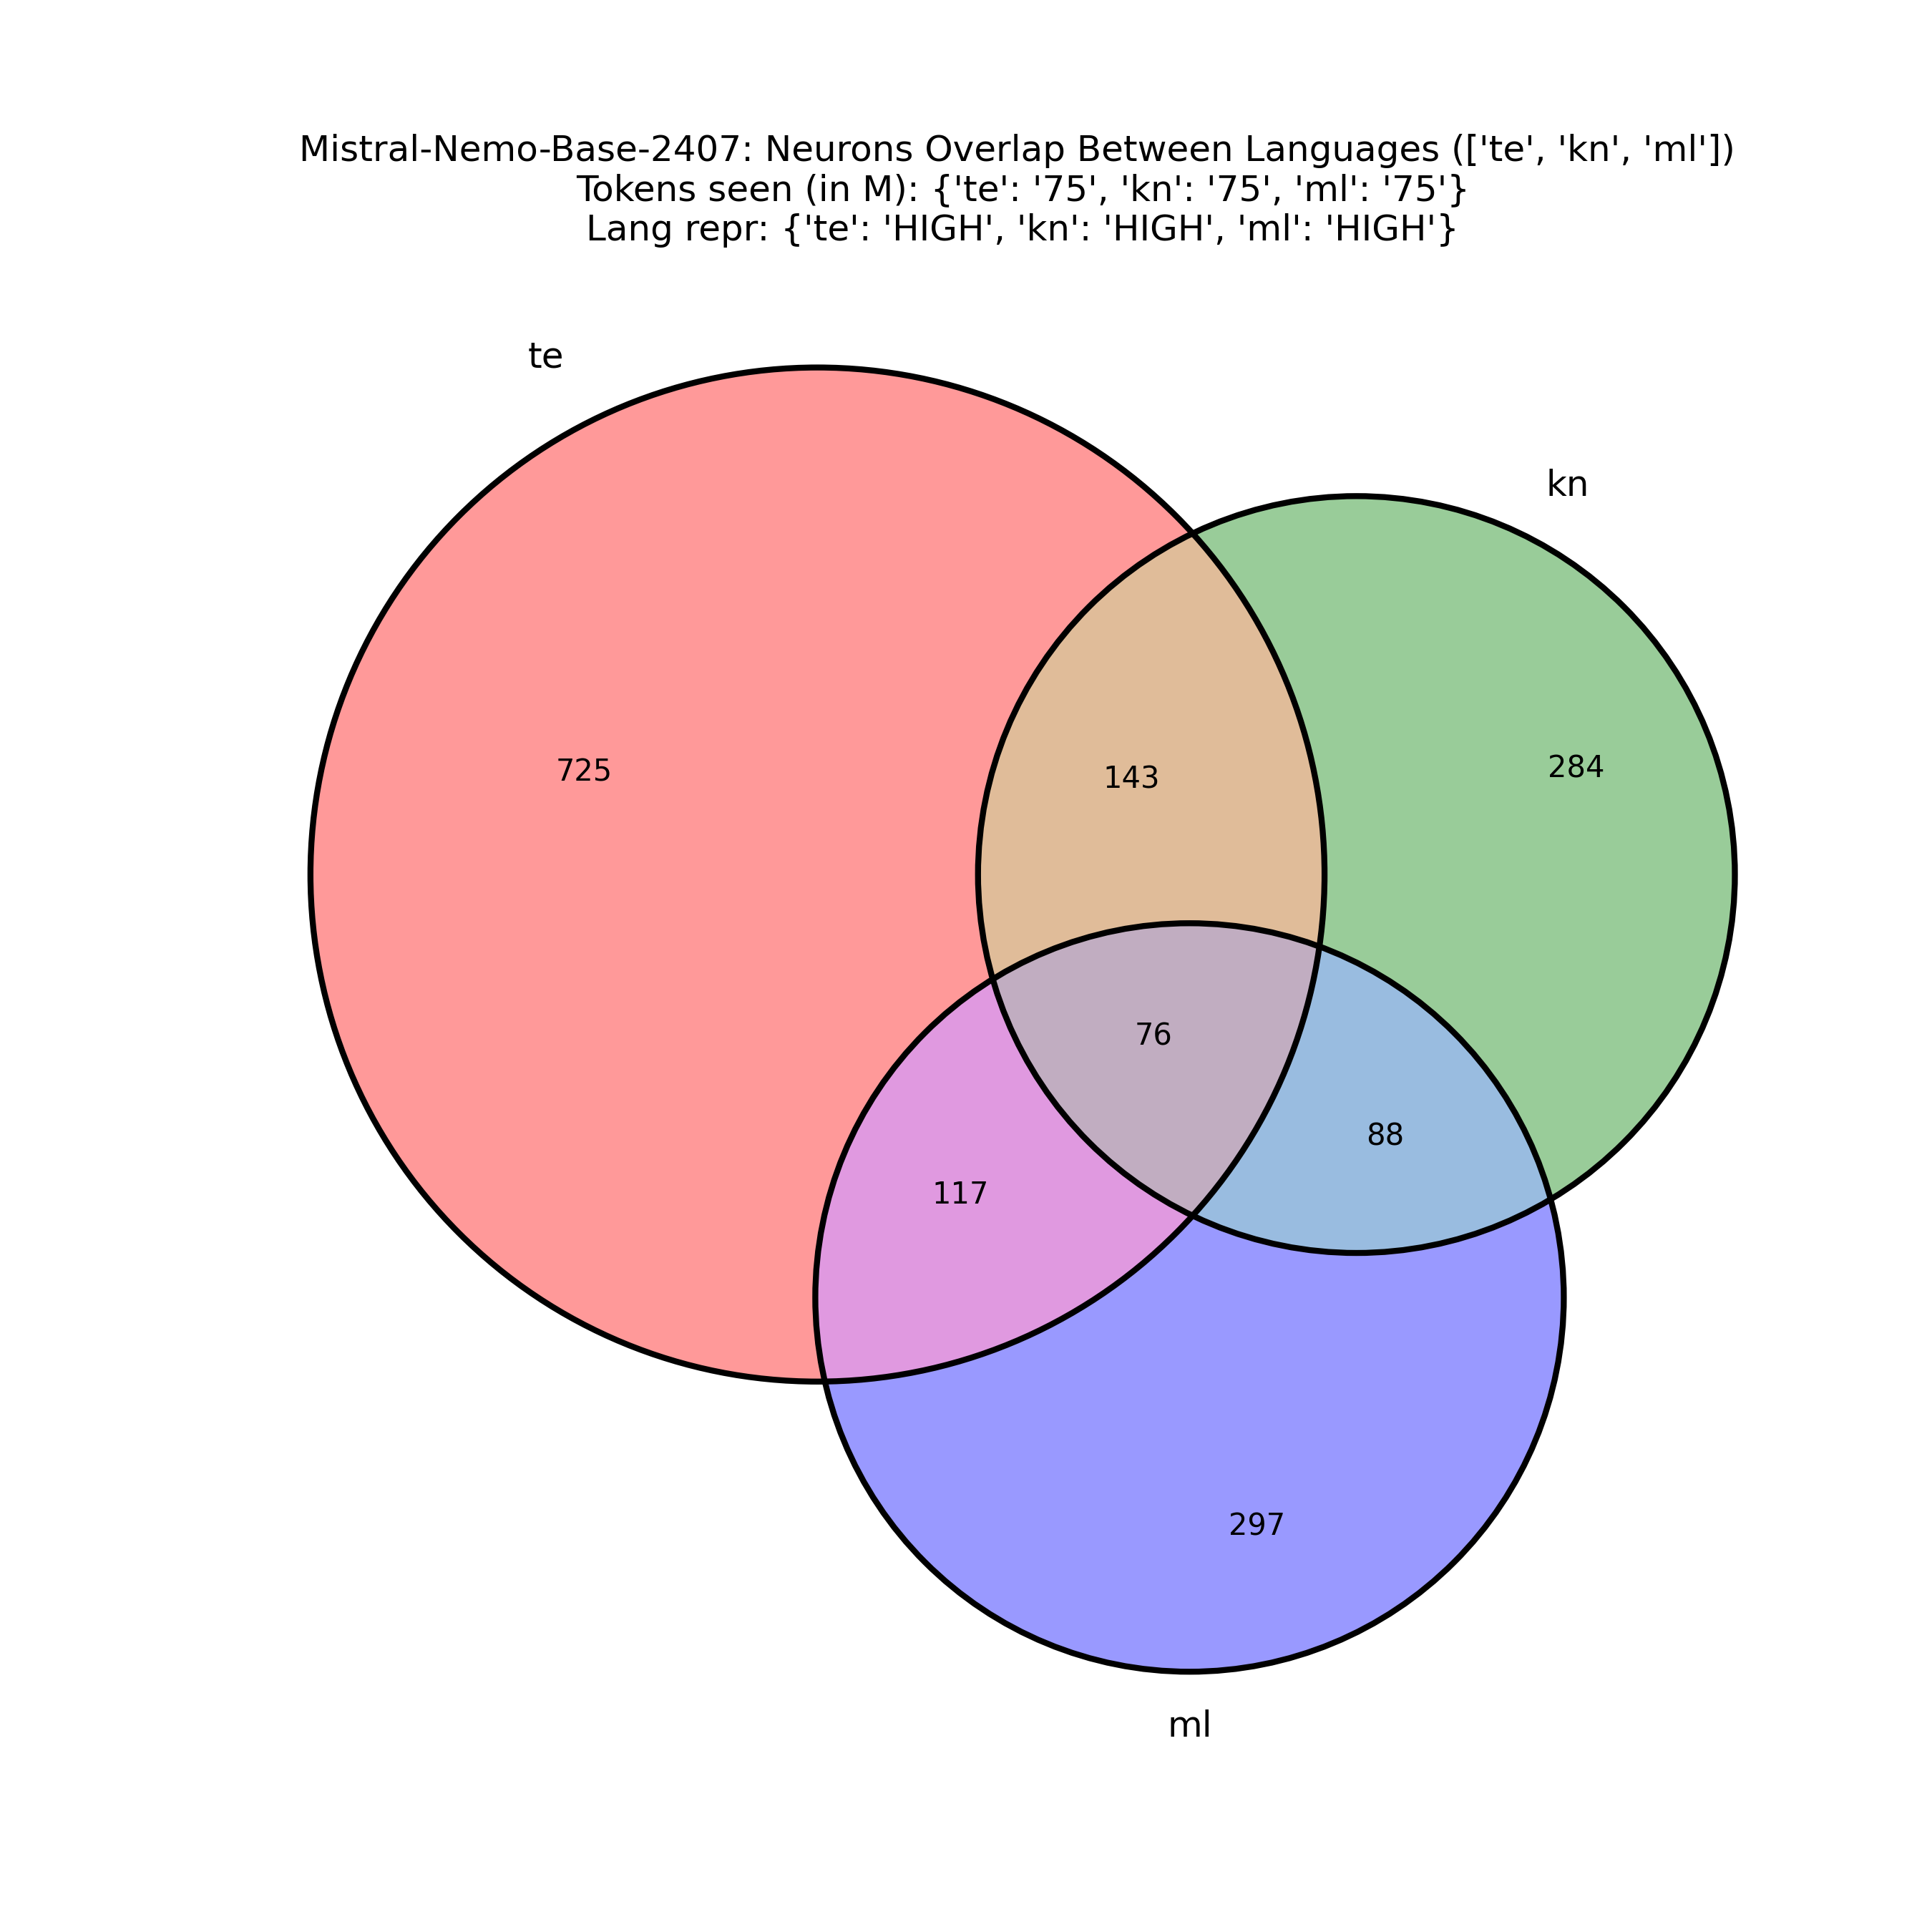 Mistral-Nemo-Base-2407: Neurons Overlap Between Languages (['te', 'kn', 'ml'])
Tokens seen (in M): {'te': '75', 'kn': '75', 'ml': '75'}
Lang repr: {'te': 'HIGH', 'kn': 'HIGH', 'ml': 'HIGH'}
te
kn
725
143
284
76
88
117
297
ml